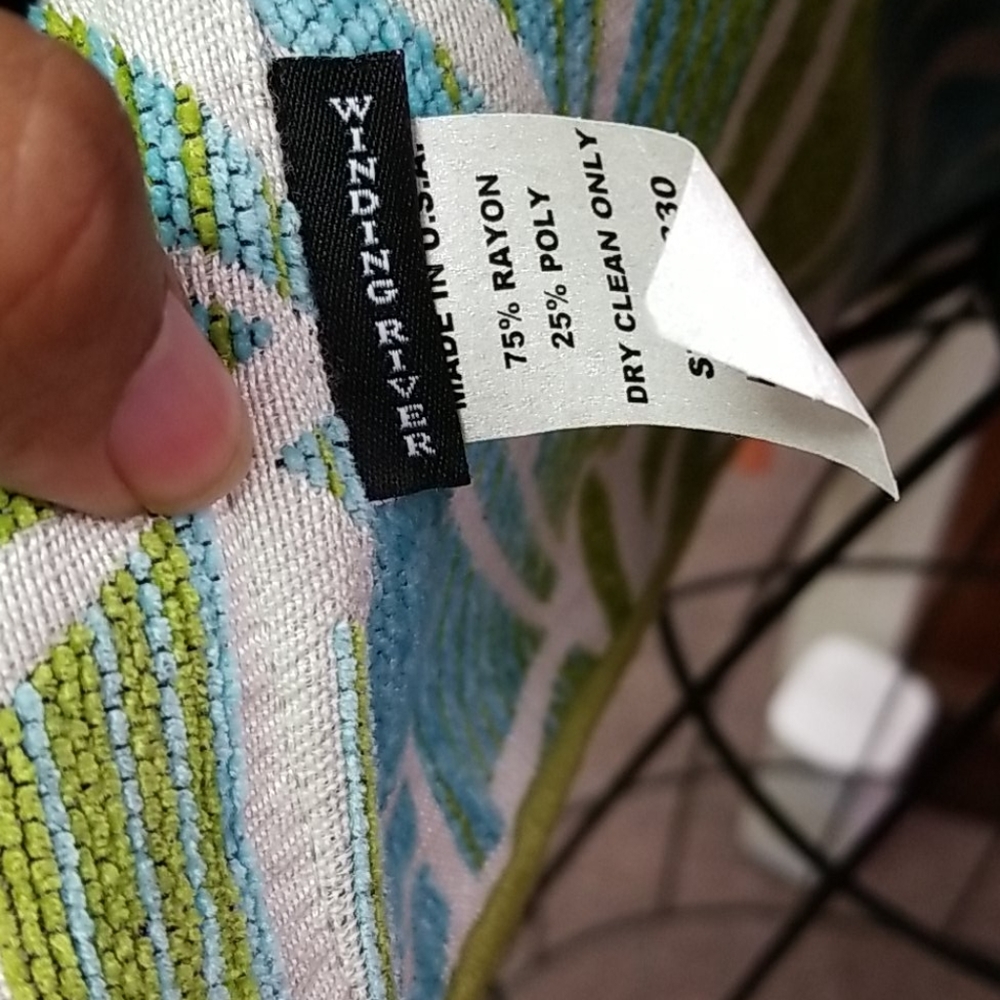 WINDING RIVER
MADE IN U.S.A.
75% RAYON
25% POLY
DRY CLEAN ONLY